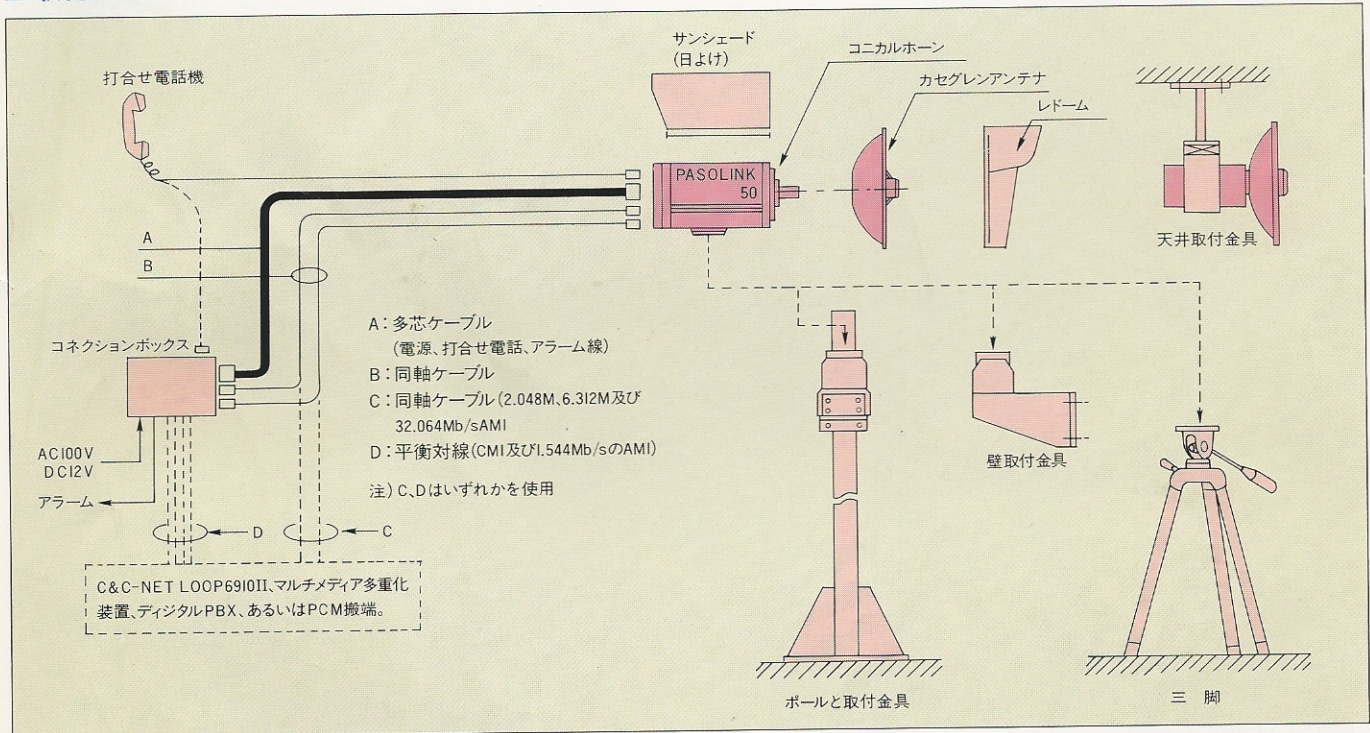 打合せ電話機
サンシェード
(日よけ)
コニカルホーン
カセグレンアンテナ
レドーム
PASOLINK
50
天井取付金具
A
B
コネクションボックス
A:多芯ケーブル
(電源、打合せ電話、アラーム線)
B:同軸ケーブル
C:同軸ケーブル(2.048M、6.312M及び
32.064Mb/sAMI
D:平衡対線(CMI及び1.544Mb/sのAMI)
注)C、Dはいずれかを使用
AC100V
DC12V
アラーム
D
C
C&C-NET LOOP6910II、マルチメディア多重化
装置、ディジタルPBX、あるいはPCM搬端。
壁取付金具
ポールと取付金具
三 脚